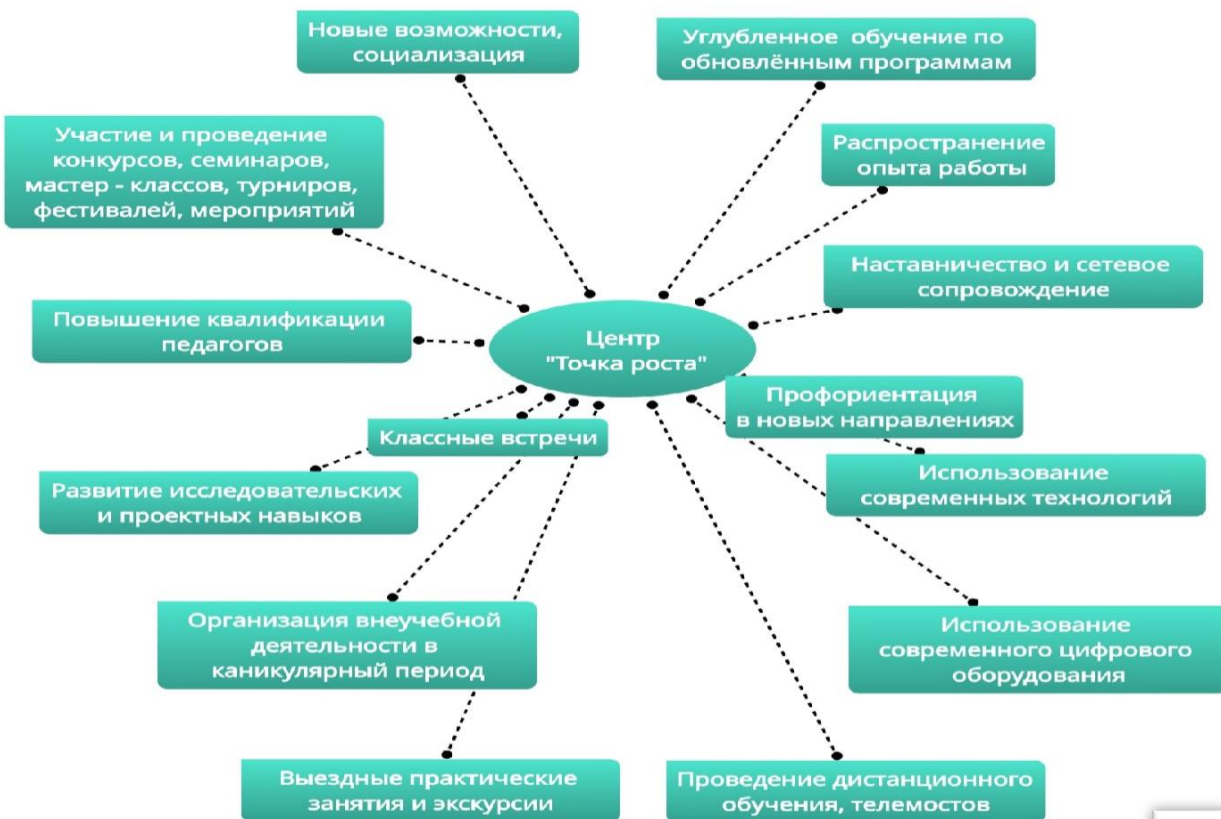 Новые возможности,
социализация
Углубленное обучение по
обновлённым программам
Участие и проведение
конкурсов, семинаров,
мастер - классов, турниров,
фестивалей, мероприятий
Распространение
опыта работы
Наставничество и сетевое
сопровождение
Повышение квалификации
педагогов
Центр
"Точка роста"
Профориентация
в новых направлениях
Классные встречи
Использование
современных технологий
Развитие исследовательских
и проектных навыков
Организация внеучебной
деятельности в
каникулярный период
Использование
современного цифрового
оборудования
Выездные практические
занятия и экскурсии
Проведение дистанционного
обучения, телемостов